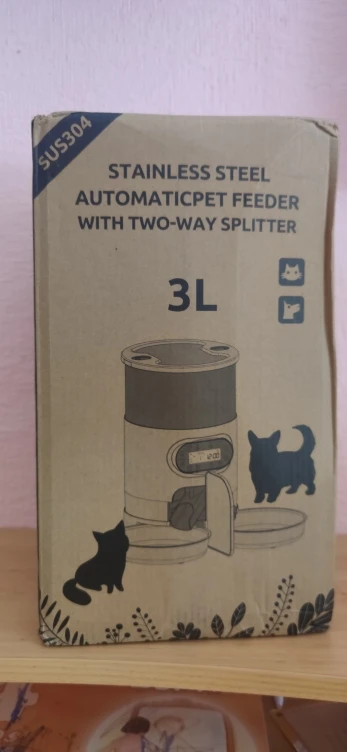 SUS304
STAINLESS STEEL
AUTOMATICPET FEEDER
WITH TWO-WAY SPLITTER
3L